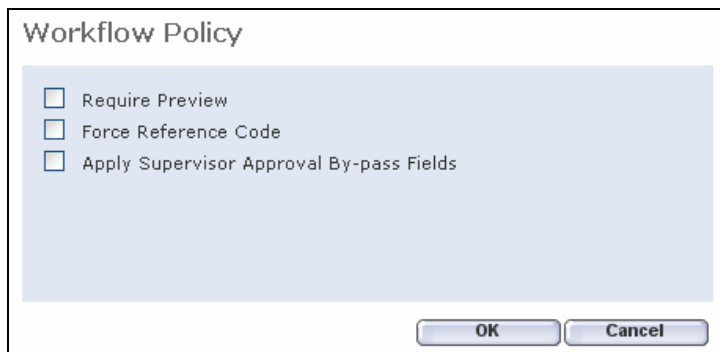 Workflow Policy
Require Preview
Force Reference Code
Apply Supervisor Approval By-pass Fields
OK Cancel